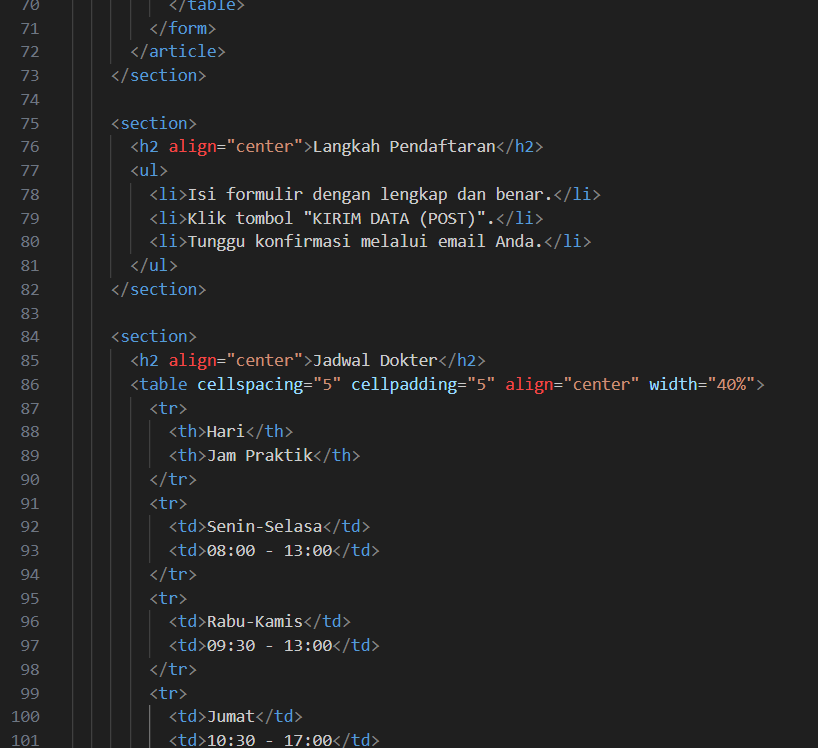 70 </table>
71 </form>
72 </article>
73 </section>
74
75 <section>
76 <h2 align="center">Langkah Pendaftaran</h2>
77 <ul>
78 <li>Isi formulir dengan lengkap dan benar.</li>
79 <li>Klik tombol "KIRIM DATA (POST)".</li>
80 <li>Tunggu konfirmasi melalui email Anda.</li>
81 </ul>
82 </section>
83
84 <section>
85 <h2 align="center">Jadwal Dokter</h2>
86 <table cellspacing="5" cellpadding="5" align="center" width="40%">
87 <tr>
88 <th>Hari</th>
89 <th>Jam Praktik</th>
90 </tr>
91 <tr>
92 <td>Senin-Selasa</td>
93 <td>08:00 - 13:00</td>
94 </tr>
95 <tr>
96 <td>Rabu-Kamis</td>
97 <td>09:30 - 13:00</td>
98 </tr>
99 <tr>
100 <td>Jumat</td>
101 <td>10:30 - 17:00</td>